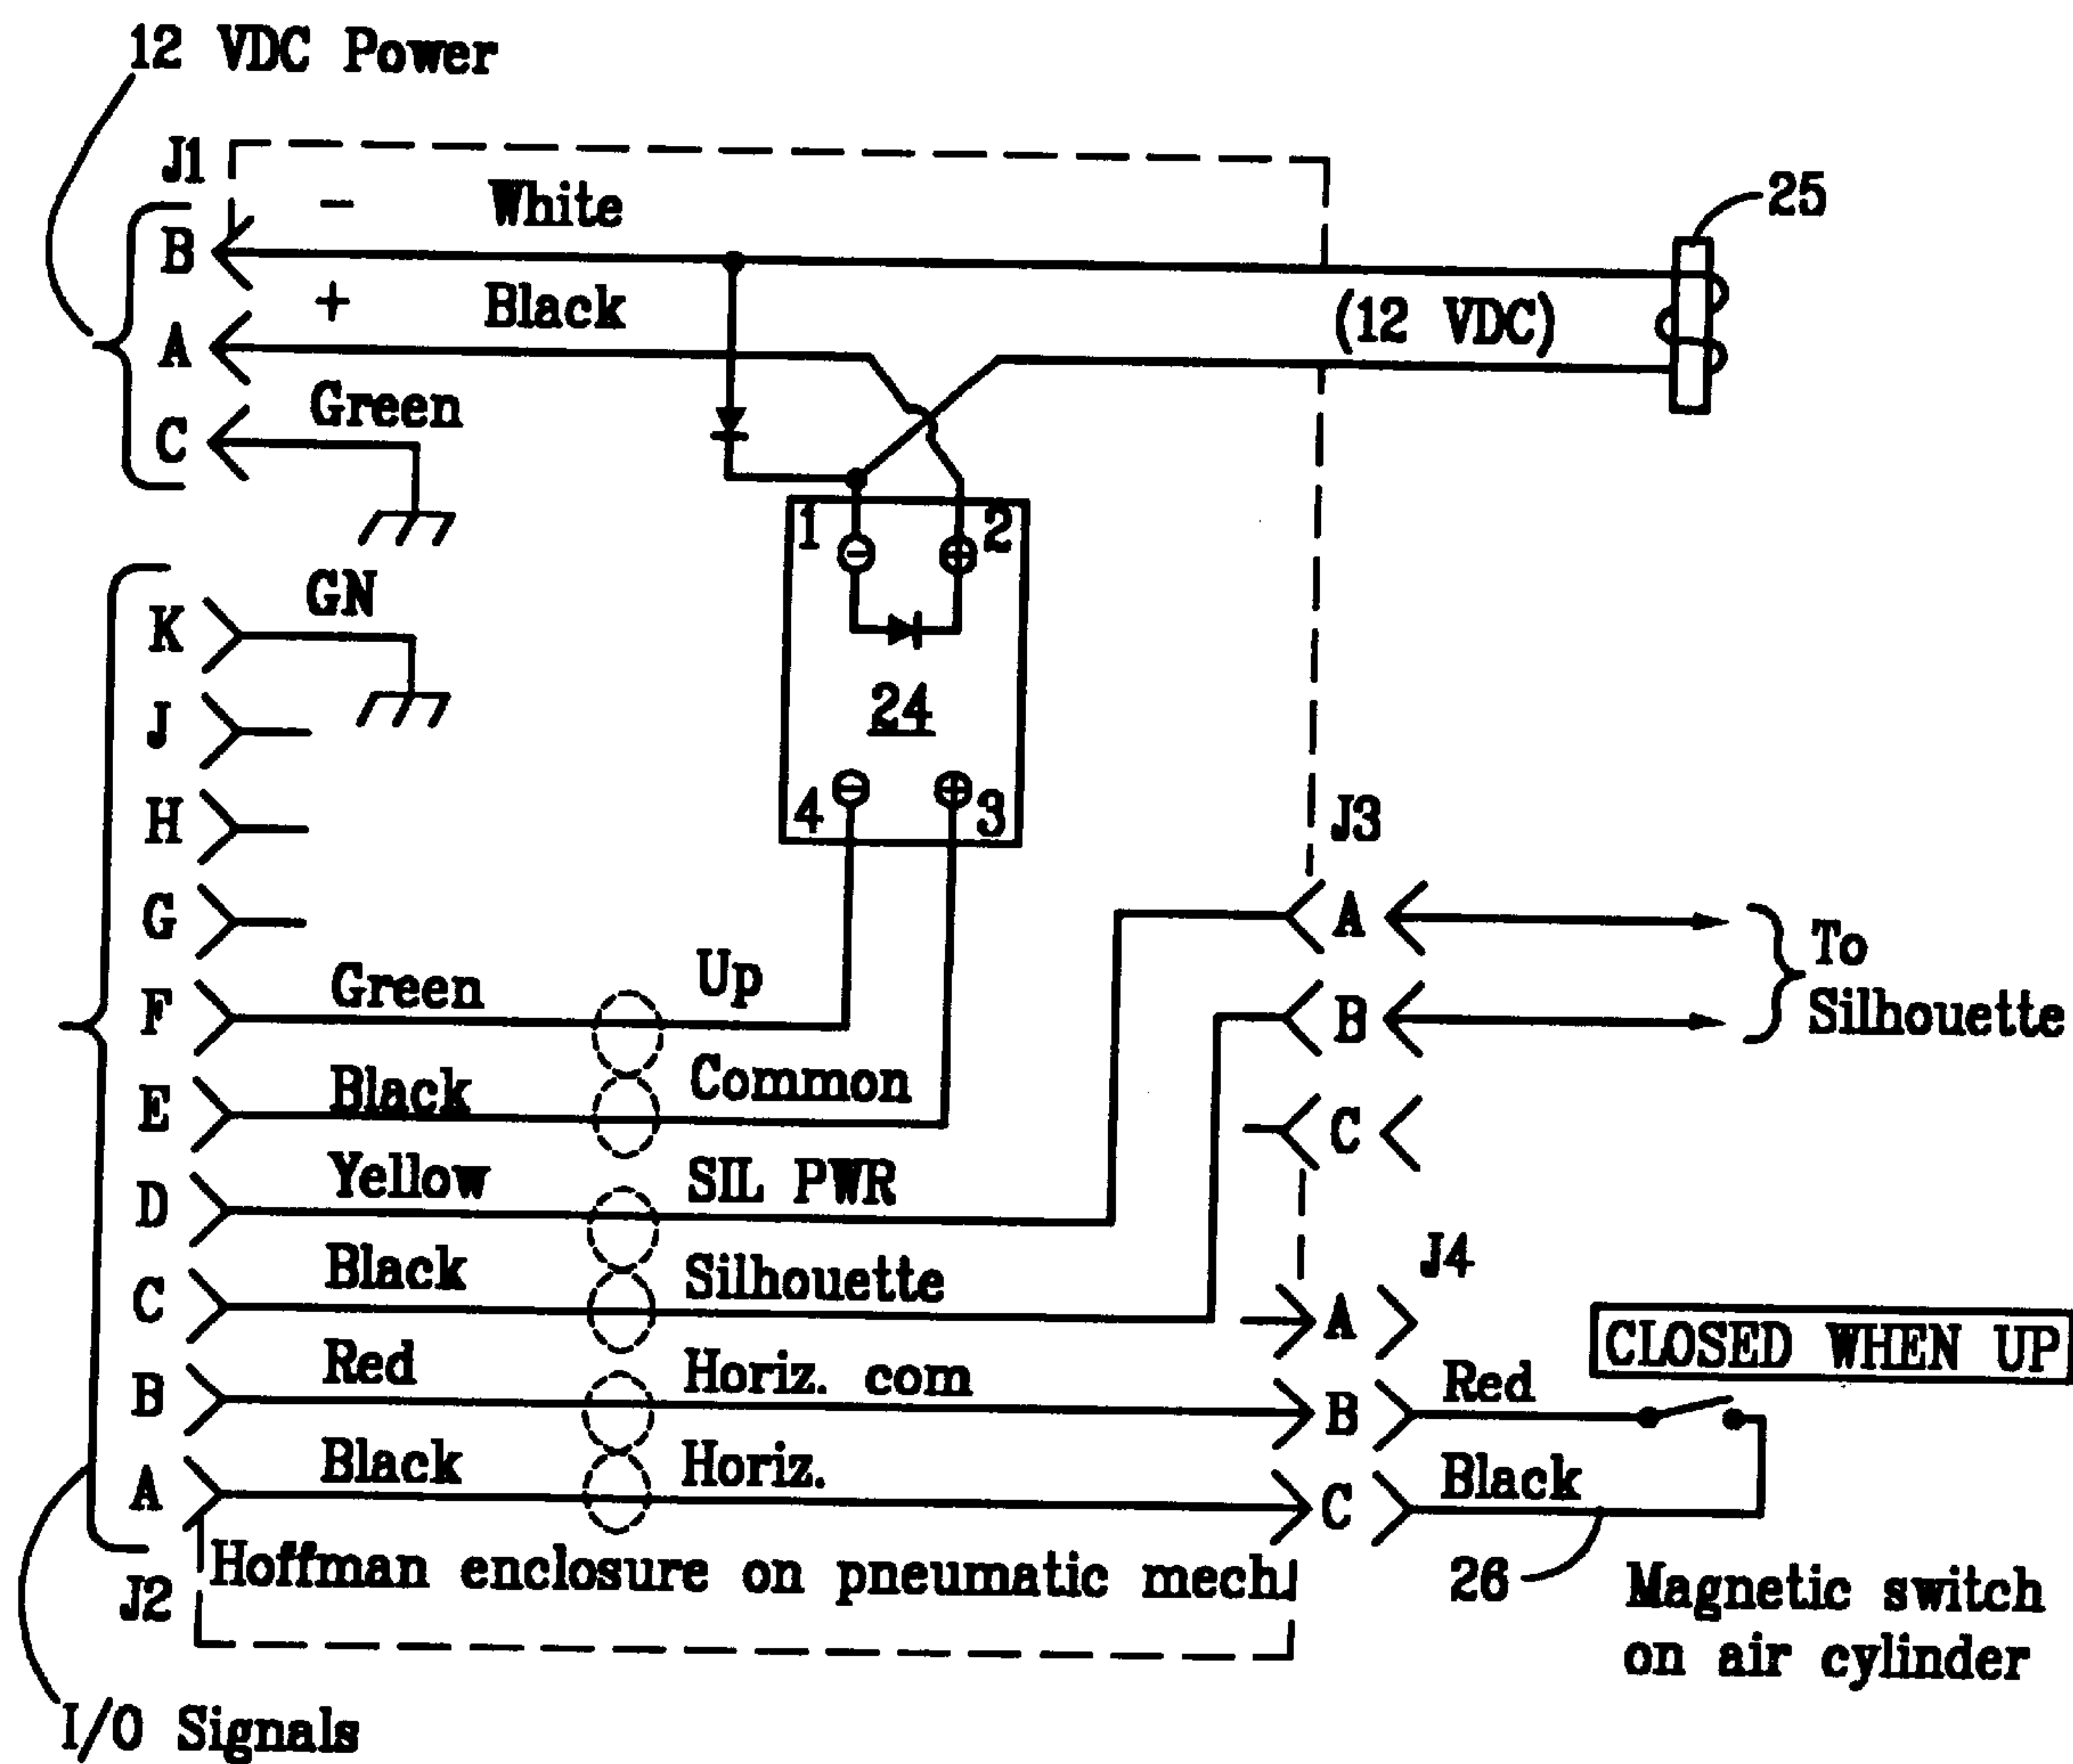 12 VDC Power
J1
- White
B
+ Black
(12 VDC)
25
A
Green
C
1 2
24
4 3
GN
K
J
H
G
Green Up
F
Black Common
E
Yellow SIL PWR
D
Black Silhouette
C
Red Horiz. com
B
Black Horiz.
A
J2
Hoffman enclosure on pneumatic mech
I/O Signals
J3
A
B
C
To
Silhouette
J4
A
B
C
CLOSED WHEN UP
Red
Black
26
Magnetic switch
on air cylinder